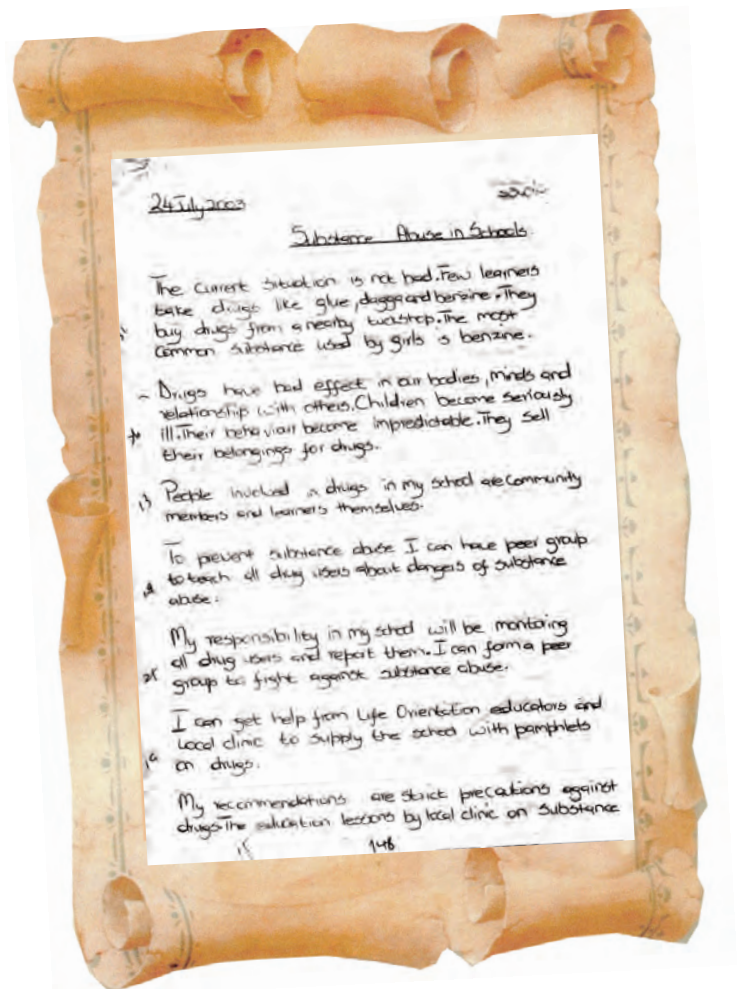 24 July 2003
Substance Abuse in Schools
The current situation is not bad. Few learners
take drugs like glue, dagga and benzine. They
buy drugs from a nearby tuckshop. The most
common substance used by girls is benzine.
Drugs have bad effect in our bodies, minds and
relationship with others. Children become seriously
ill. Their behaviour become impredictable. They sell
their belongings for drugs.
People involved in drugs in my school are community
members and learners themselves.
To prevent substance abuse I can have peer group
to teach all drug users about dangers of substance
abuse.
My responsibility in my school will be monitoring
all drug users and report them. I can form a peer
group to fright against substance abuse.
I can get help from Life Orientation educators and
Local clinic to supply the school with pamphlets
on drugs.
My recommendations are strict precautions against
drugs. The education lessons by local clinic on substance
148